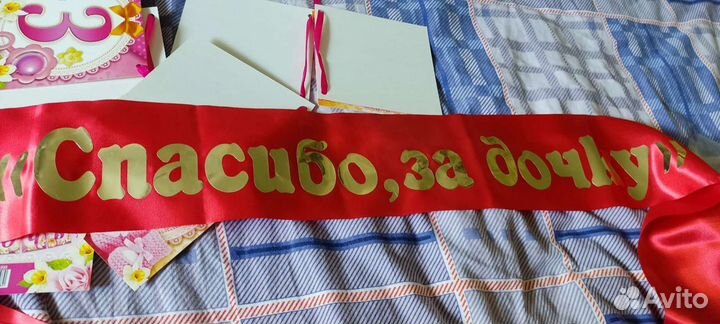 З
"Спасибо, за дочку"
Avito